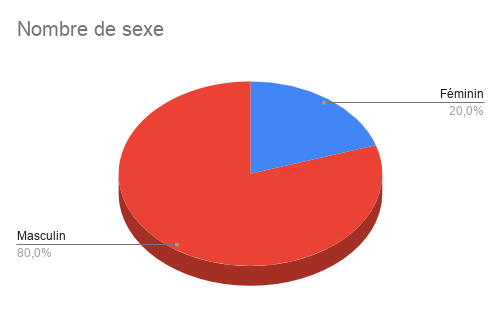 Nombre de sexe
Féminin
20,0%
Masculin
80,0%